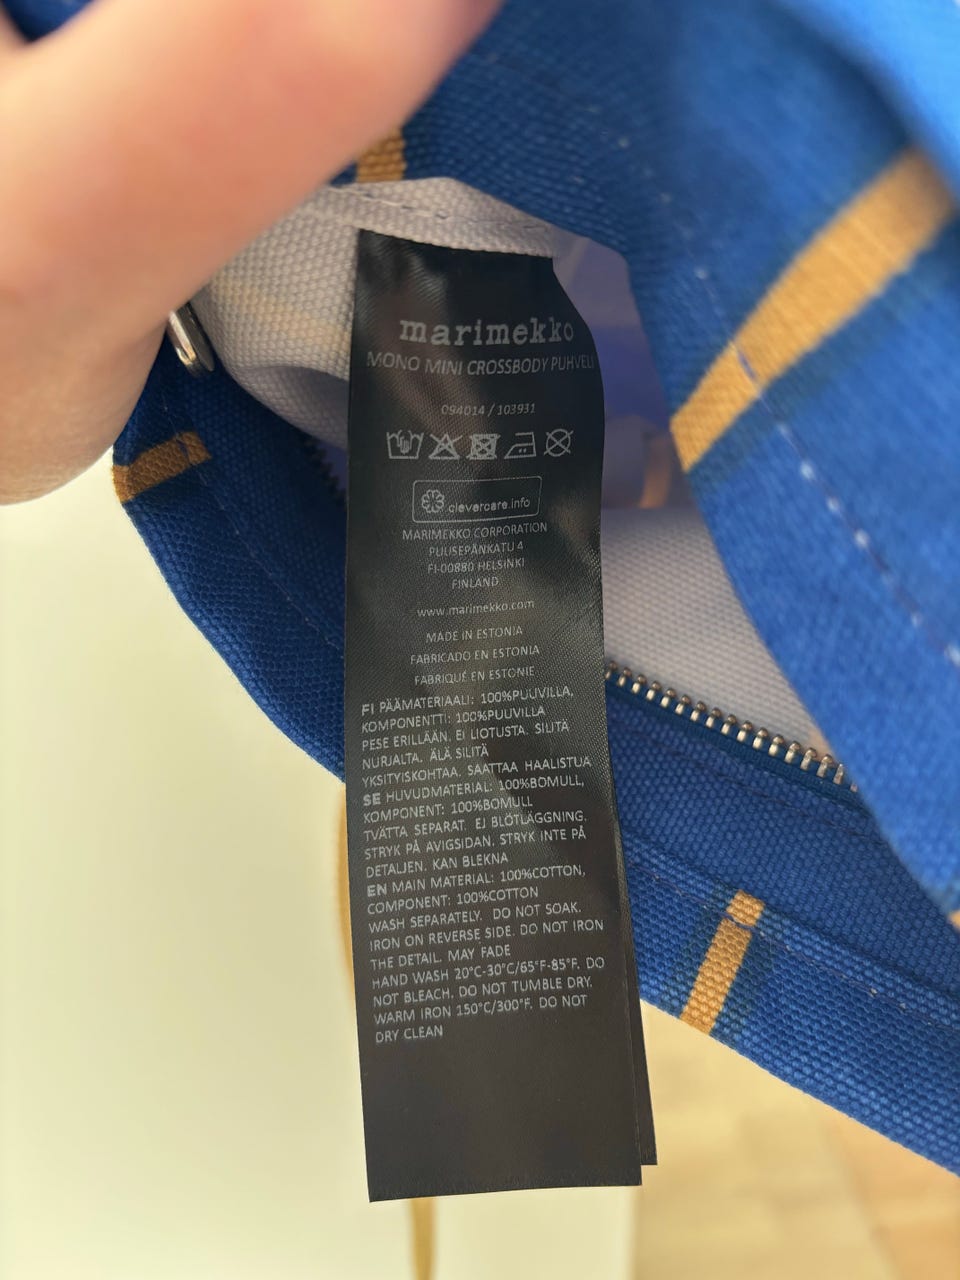 marimekko
MONO MINI CROSSBODY PUHVELI
094014 / 103931
clevercare.info
MARIMEKKO CORPORATION
PUUSEPÄNKATU 4
FI-00880 HELSINKI
FINLAND
www.marimekko.com
MADE IN ESTONIA
FABRICADO EN ESTONIA
FABRIQUÉ EN ESTONIE
FI PÄÄMATERIAALI: 100%PUUVILLA,
KOMPONENTTI: 100%PUUVILLA
PESE ERILLÄÄN. EI LIOTUSTA. SILITÄ
NURJALTA. ÄLÄ SILITÄ
YKSITYISKOHTAA. SAATTAA HAALISTUA
SE HUVUDMATERIAL: 100%BOMULL,
KOMPONENT: 100%BOMULL
TVÄTTA SEPARAT. EJ BLÖTLÄGGNING.
STRYK PÅ AVIGSIDAN. STRYK INTE PÅ
DETALJEN. KAN BLEKNA
EN MAIN MATERIAL: 100%COTTON,
COMPONENT: 100%COTTON
WASH SEPARATELY. DO NOT SOAK.
IRON ON REVERSE SIDE. DO NOT IRON
THE DETAIL. MAY FADE
HAND WASH 20°C-30°C/65°F-85°F. DO
NOT BLEACH. DO NOT TUMBLE DRY.
WARM IRON 150°C/300°F. DO NOT
DRY CLEAN